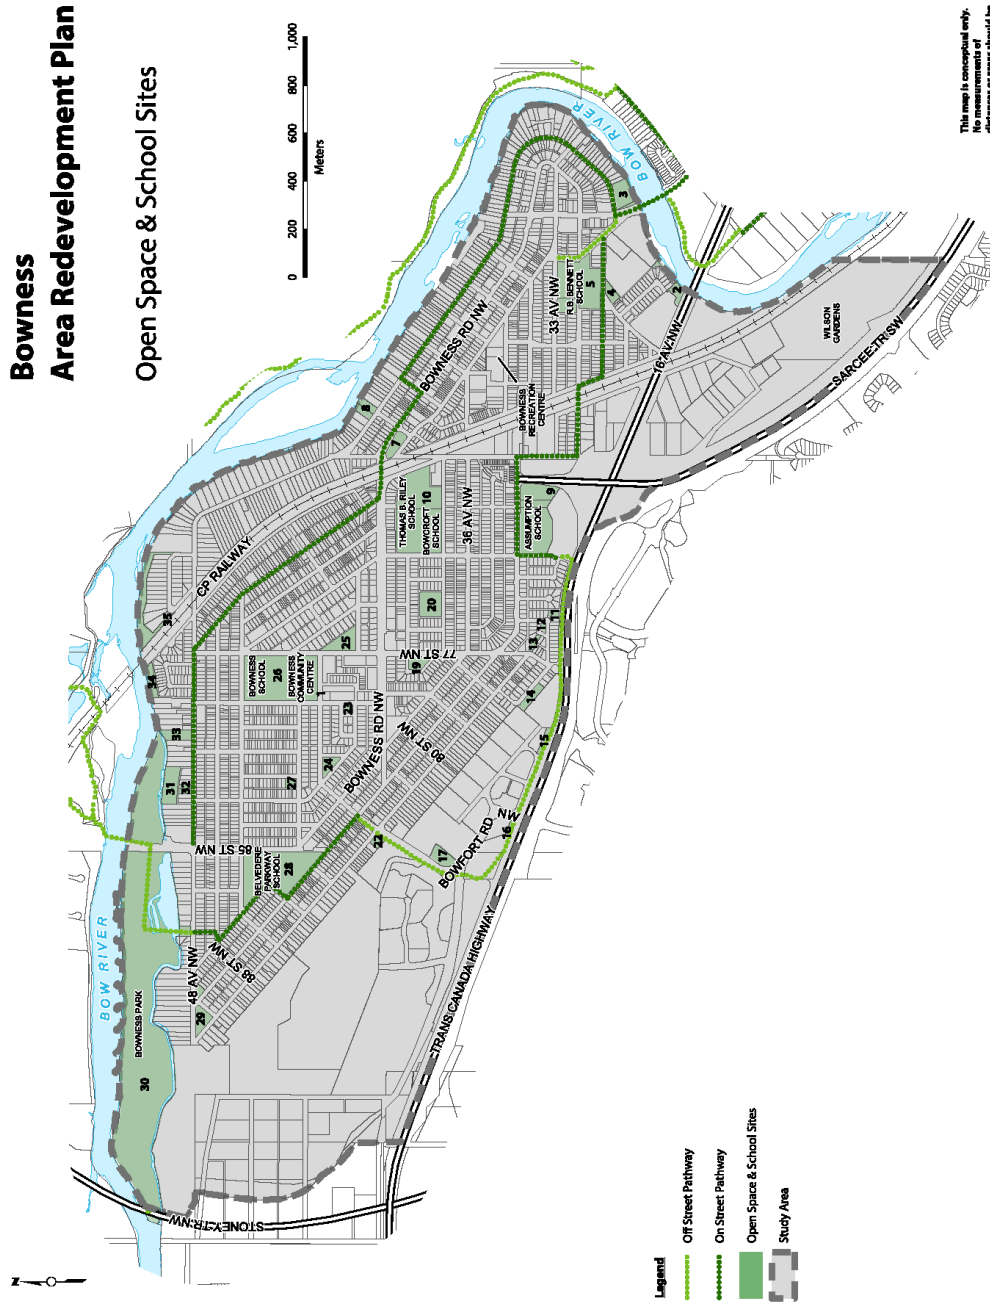 Bowness
Area Redevelopment Plan
Open Space & School Sites
0 200 400 600 800 1,000
Meters
This map is conceptual only.
No measurements of
distances or areas should be
N
BOW RIVER
BOW RIVER
STONEY TR NW
BOWNESS PARK
30
48 AV NW
29
88 ST NW
85 ST NW
BELVEDERE
PARKWAY
SCHOOL
28
31
32
33
34
35
CP RAILWAY
BOWNESS
SCHOOL
26
BOWNESS
COMMUNITY
CENTRE
1
23
24
27
25
BOWNESS RD NW
77 ST NW
80 ST NW
19
20
22
17
BOWFORT RD NW
16
15
14
13
12
11
TRANS CANADA HIGHWAY
THOMAS B. RILEY
SCHOOL
BOWCROFT
SCHOOL
10
36 AV NW
ASSUMPTION
SCHOOL
9
7
8
BOWNESS RD NW
BOWNESS
RECREATION
CENTRE
33 AV NW
R.B. BENNETT
SCHOOL
5
4
3
2
16 AV NW
WILSON
GARDENS
SARCEE TR SW
Legend
Off Street Pathway
On Street Pathway
Open Space & School Sites
Study Area